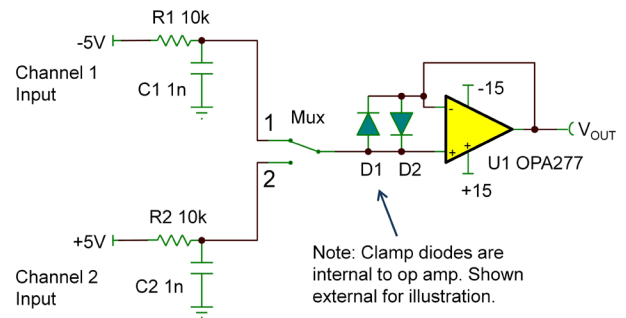 R1 10k
-5V
Channel 1
Input
C1 1n
1
Mux
2
-
-15
+
+
VOUT
U1 OPA277
+15
D1
D2
R2 10k
+5V
Channel 2
Input
C2 1n
Note: Clamp diodes are
internal to op amp. Shown
external for illustration.